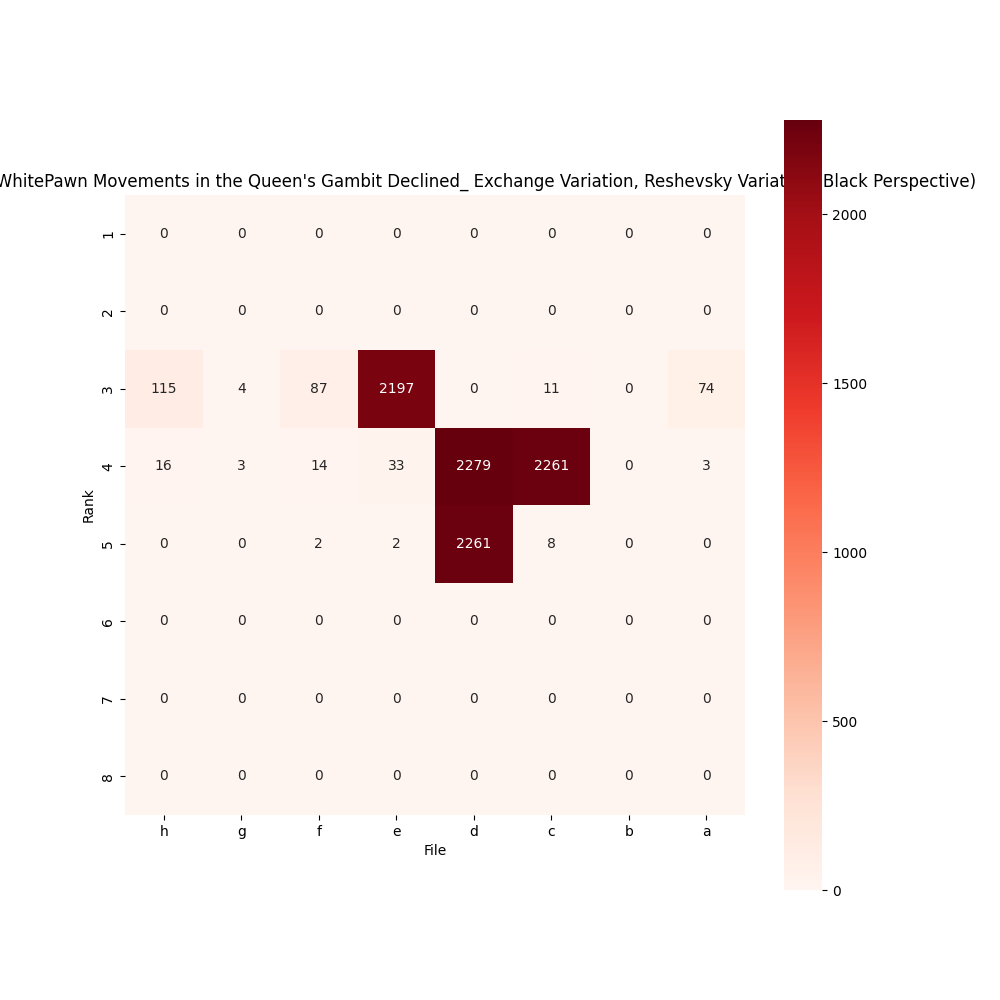 WhitePawn Movements in the Queen's Gambit Declined_ Exchange Variation, Reshevsky Variat Black Perspective)
1 0 0 0 0 0 0 0 0
2 0 0 0 0 0 0 0 0
3 115 4 87 2197 0 11 0 74
4 16 3 14 33 2279 2261 0 3
5 0 0 2 2 2261 8 0 0
6 0 0 0 0 0 0 0 0
7 0 0 0 0 0 0 0 0
8 0 0 0 0 0 0 0 0
h g f e d c b a
File
Rank
2000
1500
1000
500
0